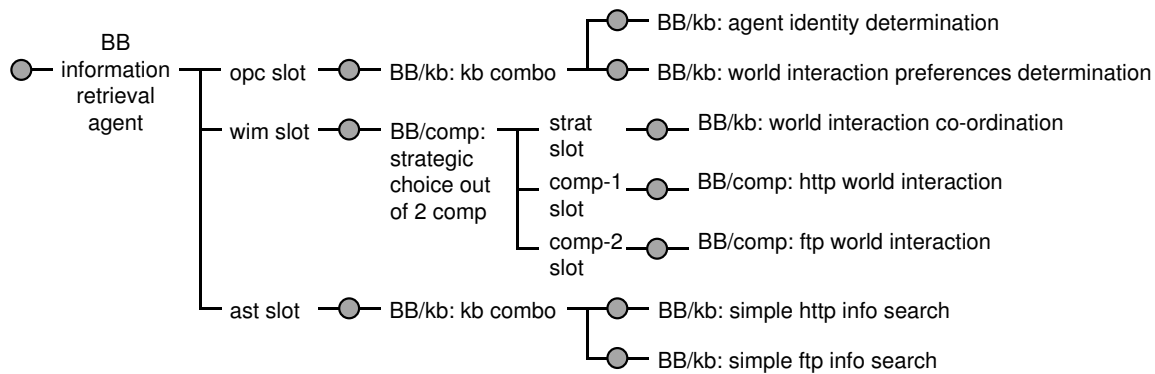 BB/kb: agent identity determination
BB
information
retrieval
agent
opc slot
BB/kb: kb combo
BB/kb: world interaction preferences determination
wim slot
BB/comp:
strategic
choice out
of 2 comp
strat
slot
BB/kb: world interaction co-ordination
comp-1
slot
BB/comp: http world interaction
comp-2
slot
BB/comp: ftp world interaction
ast slot
BB/kb: kb combo
BB/kb: simple http info search
BB/kb: simple ftp info search